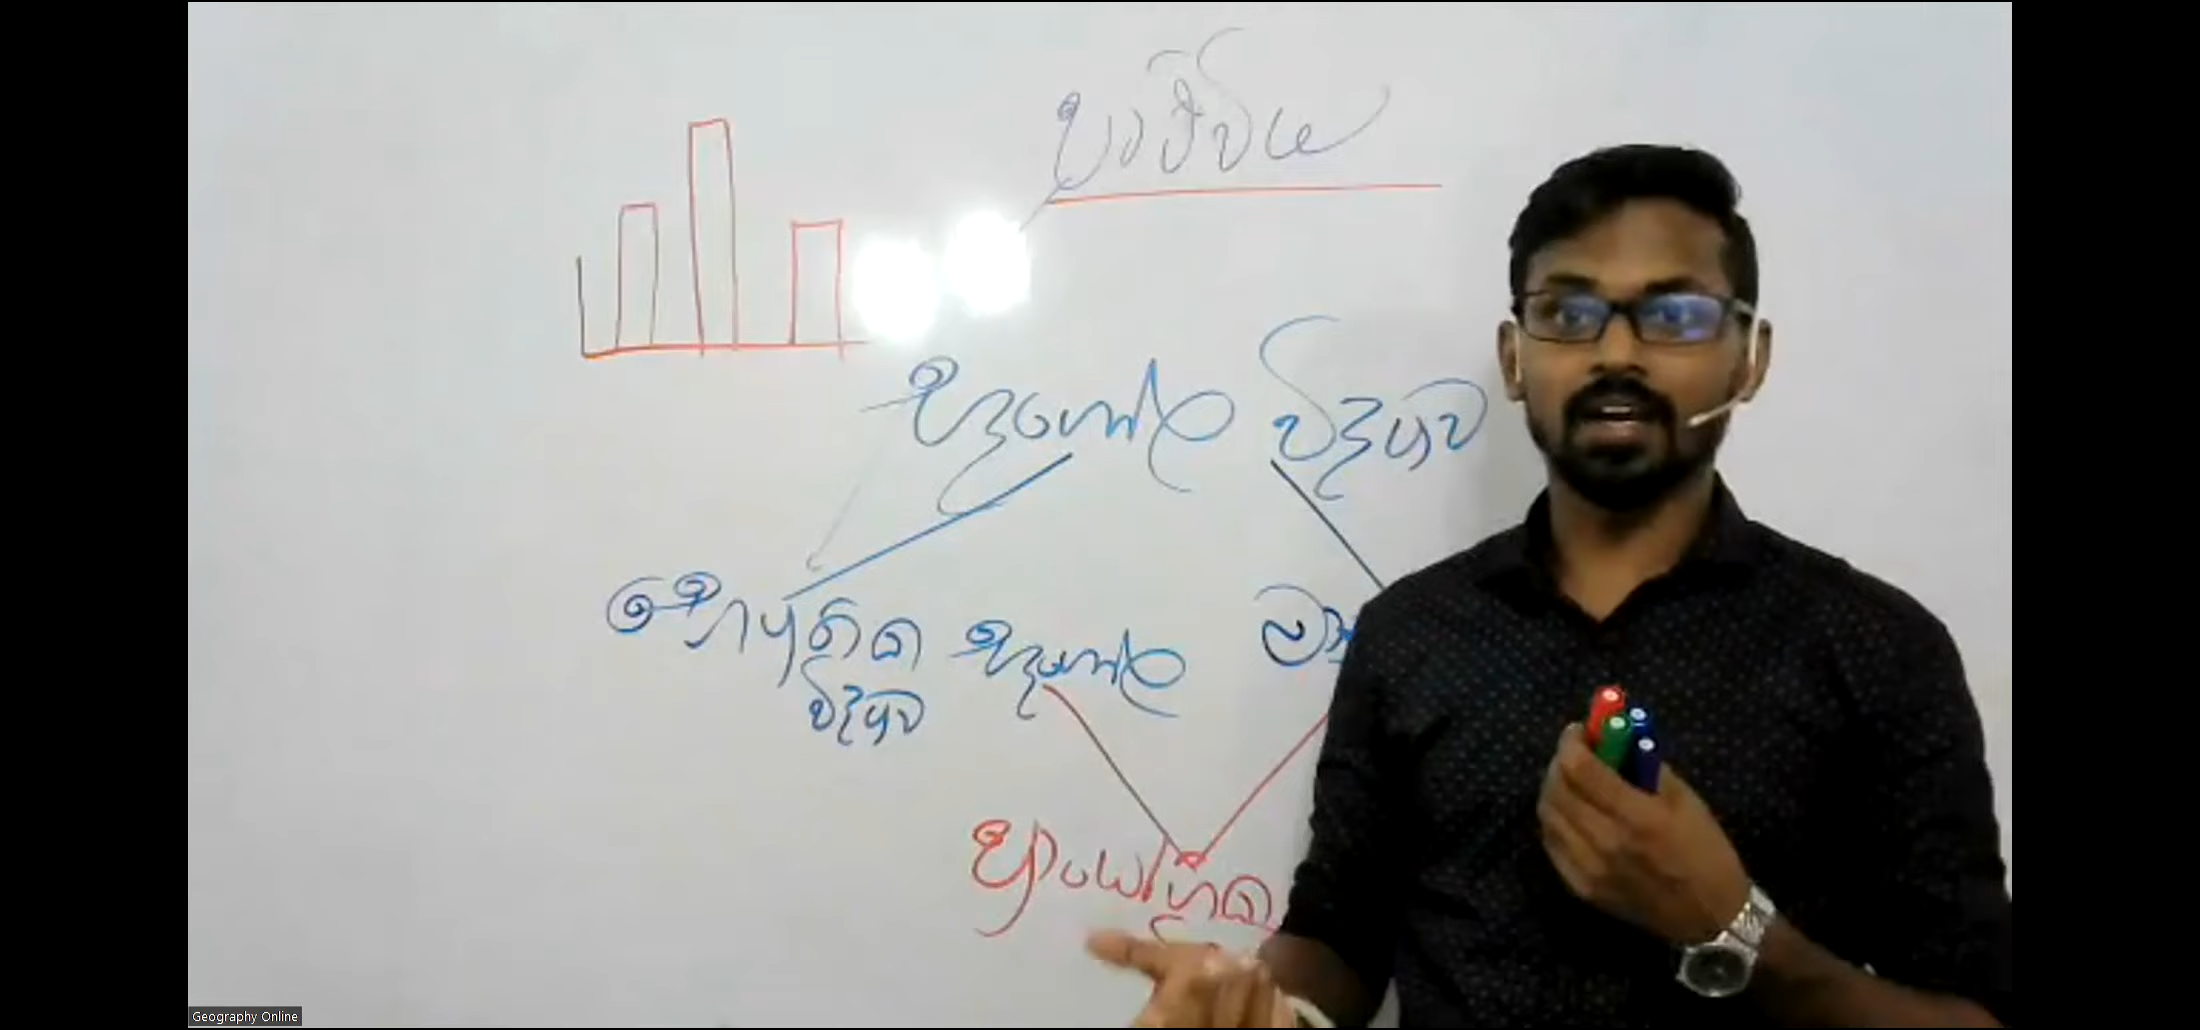 භූගෝල විද්‍යාව
භෞතික භූගෝල
විද්‍යාව
ප්‍රායෝගික
Geography Online